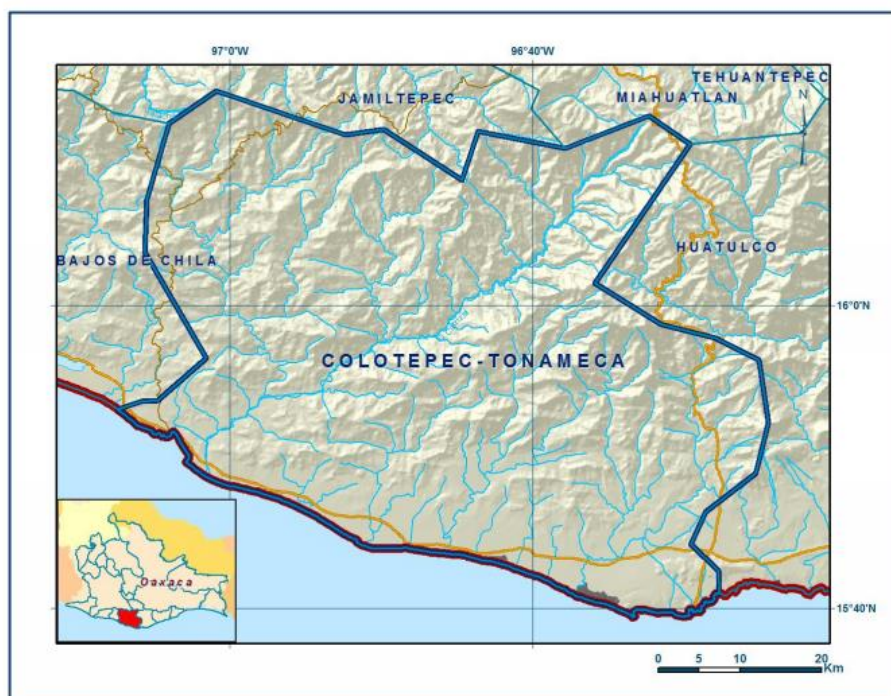 97°0'W
96°40'W
TEHUANTEPEC
JAMILTEPEC
MIAHUATLAN
N
HUATULCO
BAJOS DE CHILA
16°0'N
COLOTEPEC-TONAMECA
Oaxaca
15°40'N
0 5 10 20
Km